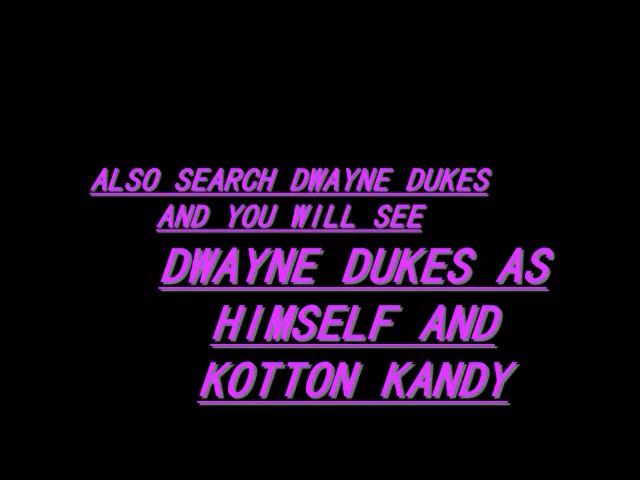 ALSO SEARCH DWAYNE DUKES
AND YOU WILL SEE
DWAYNE DUKES AS
HIMSELF AND
KOTTON KANDY